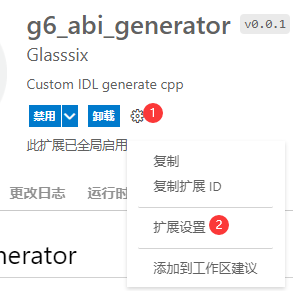 g6_abi_generator v0.0.1
Glasssix
Custom IDL generate cpp
禁用 卸载 1
此扩展已全局启用
复制
复制扩展 ID
更改日志 运行时
扩展设置 2
nerator
添加到工作区建议